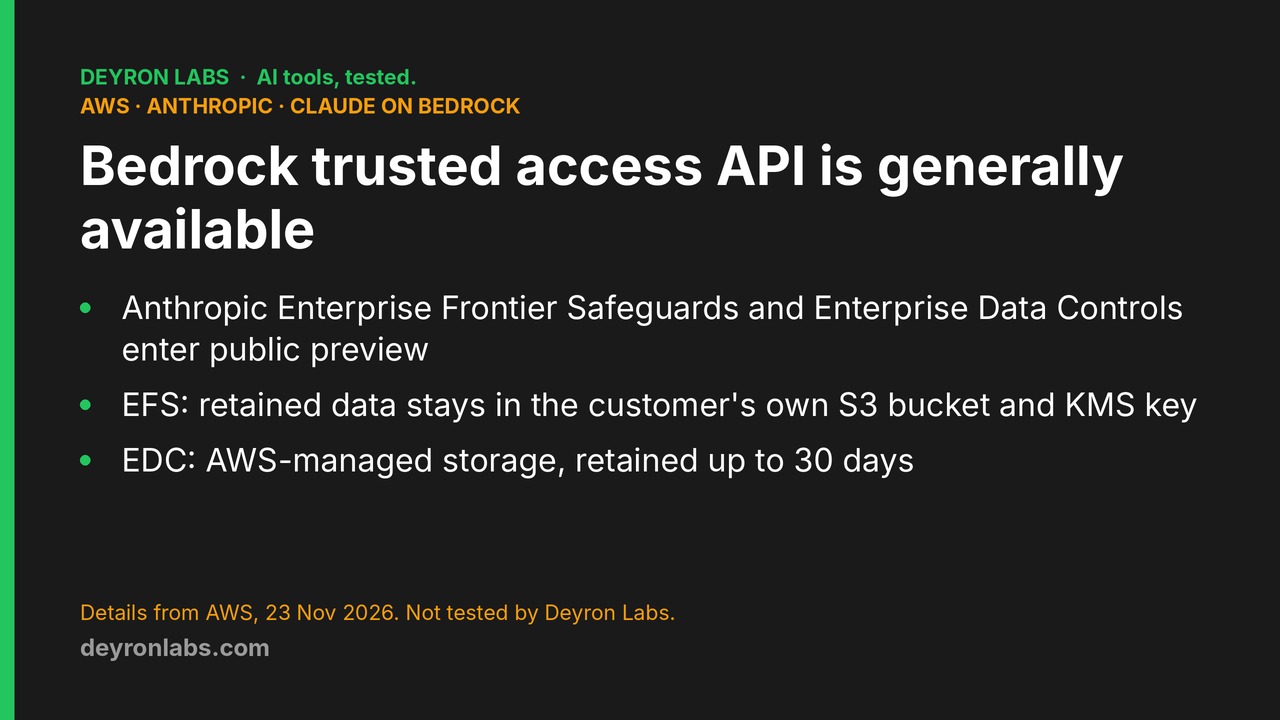 DEYRON LABS · AI tools, tested.
AWS · ANTHROPIC · CLAUDE ON BEDROCK
Bedrock trusted access API is generally
available
• Anthropic Enterprise Frontier Safeguards and Enterprise Data Controls
enter public preview
• EFS: retained data stays in the customer's own S3 bucket and KMS key
• EDC: AWS-managed storage, retained up to 30 days
Details from AWS, 23 Nov 2026. Not tested by Deyron Labs.
deyronlabs.com